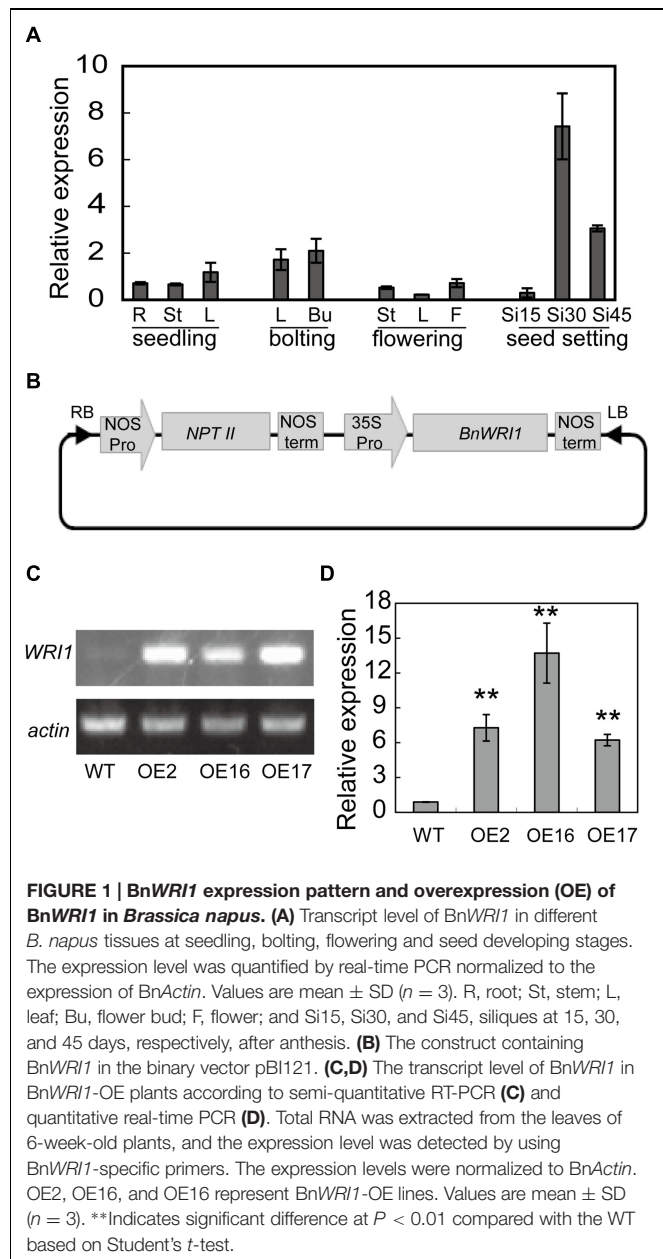 A
Relative expression
10
8
6
4
2
0
R St L L Bu St L F Si15 Si30 Si45
seedling bolting flowering seed setting
B
RB NOS Pro NPT II NOS term 35S Pro BnWRI1 NOS term LB
C
WRI1
actin
WT OE2 OE16 OE17
D
Relative expression
18
15
12
9
6
3
0
** ** **
WT OE2 OE16 OE17
FIGURE 1 | BnWRI1 expression pattern and overexpression (OE) of
BnWRI1 in Brassica napus. (A) Transcript level of BnWRI1 in different
B. napus tissues at seedling, bolting, flowering and seed developing stages.
The expression level was quantified by real-time PCR normalized to the
expression of BnActin. Values are mean ± SD (n = 3). R, root; St, stem; L,
leaf; Bu, flower bud; F, flower; and Si15, Si30, and Si45, siliques at 15, 30,
and 45 days, respectively, after anthesis. (B) The construct containing
BnWRI1 in the binary vector pBI121. (C,D) The transcript level of BnWRI1 in
BnWRI1-OE plants according to semi-quantitative RT-PCR (C) and
quantitative real-time PCR (D). Total RNA was extracted from the leaves of
6-week-old plants, and the expression level was detected by using
BnWRI1-specific primers. The expression levels were normalized to BnActin.
OE2, OE16, and OE16 represent BnWRI1-OE lines. Values are mean ± SD
(n = 3). **Indicates significant difference at P < 0.01 compared with the WT
based on Student's t-test.